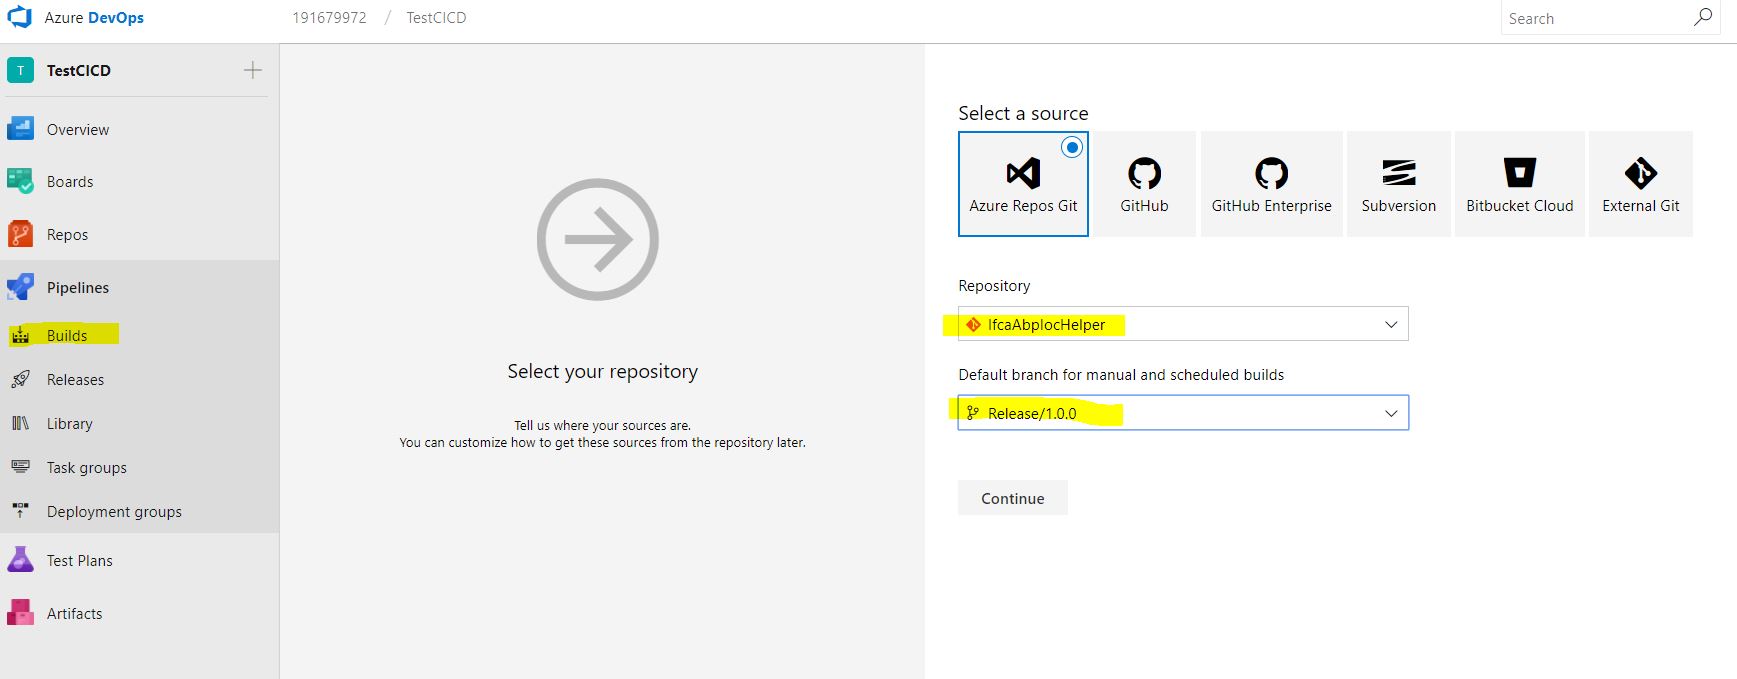 Azure DevOps
191679972 / TestCICD
Search
T TestCICD
Overview
Boards
Repos
Pipelines
Builds
Releases
Library
Task groups
Deployment groups
Test Plans
Artifacts
Select your repository
Tell us where your sources are.
You can customize how to get these sources from the repository later.
Select a source
Azure Repos Git
GitHub
GitHub Enterprise
Subversion
Bitbucket Cloud
External Git
Repository
IfcaAbpIocHelper
Default branch for manual and scheduled builds
Release/1.0.0
Continue